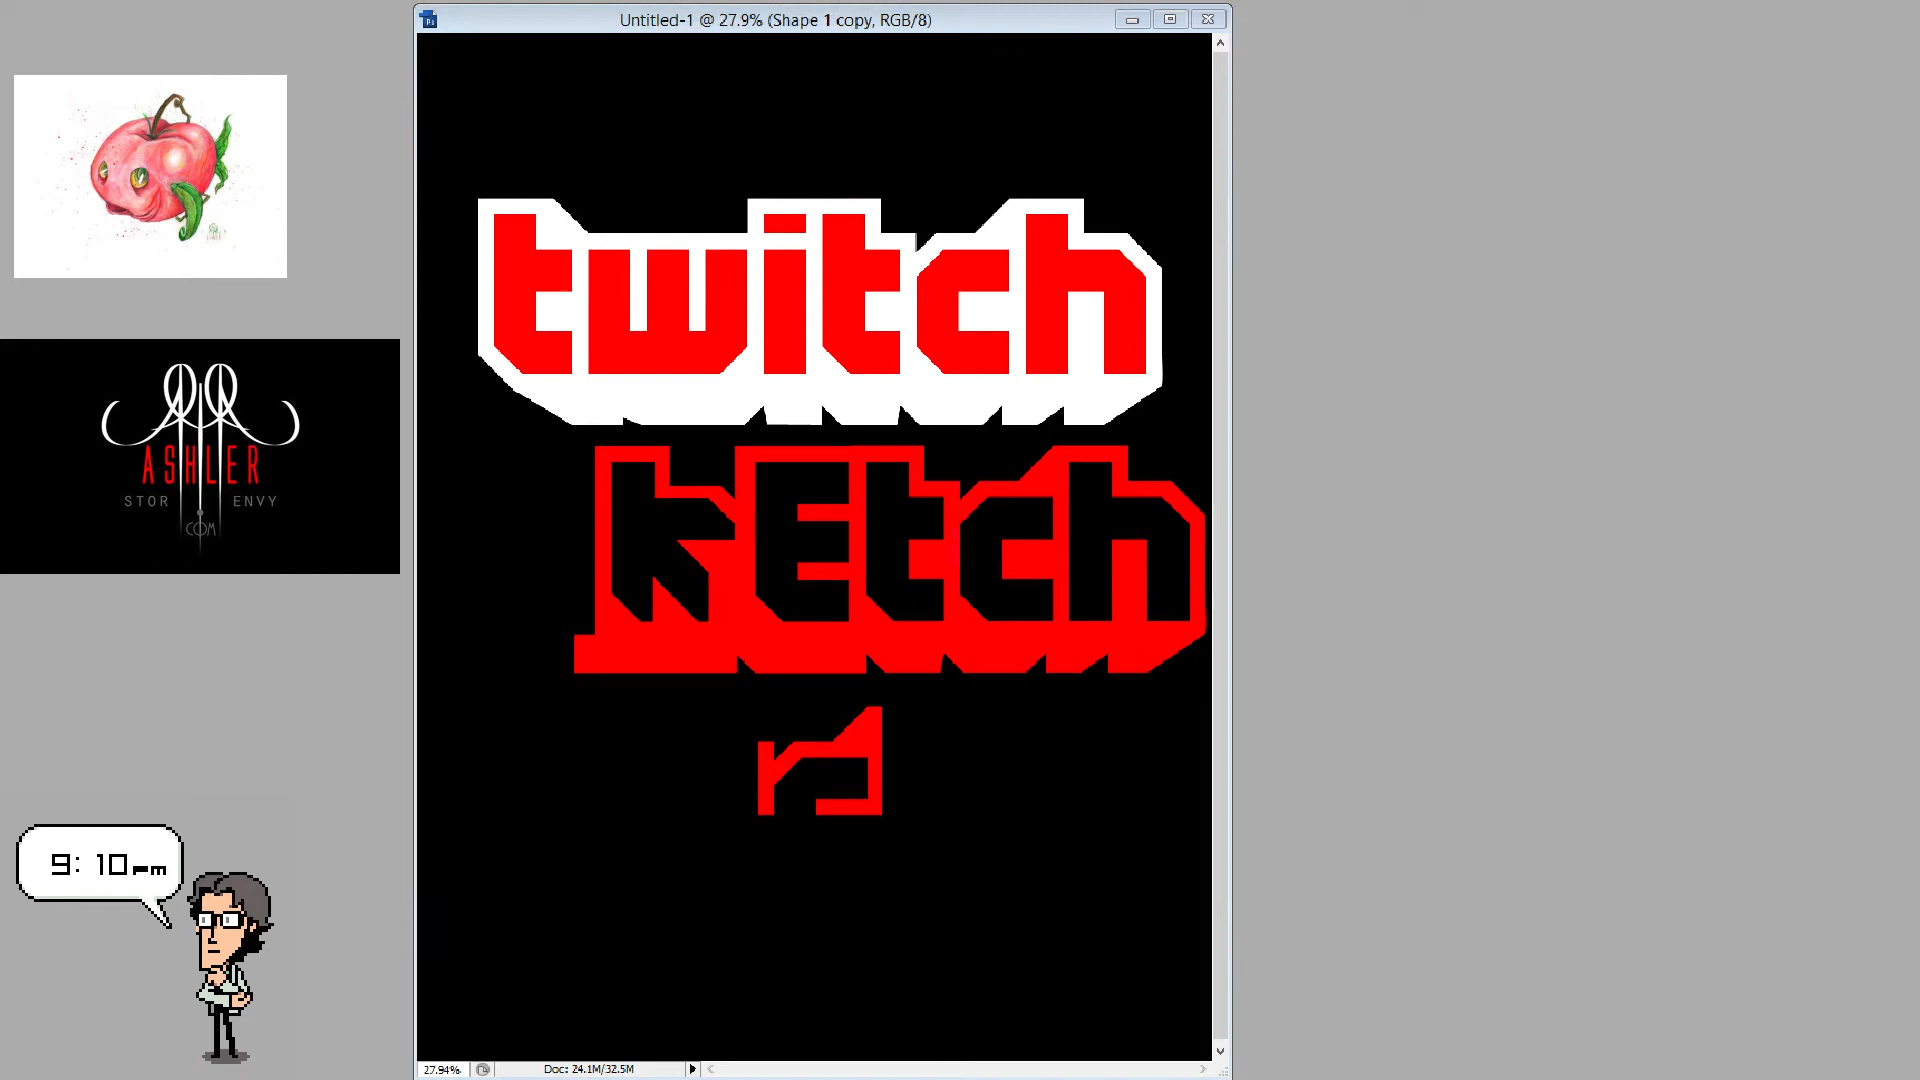 Untitled-1 @ 27.9% (Shape 1 copy, RGB/8)
twitch
kEtch
ASHLER
STOR ENVY
COM
9:10pm
27.94%
Doc: 24.1M/32.5M